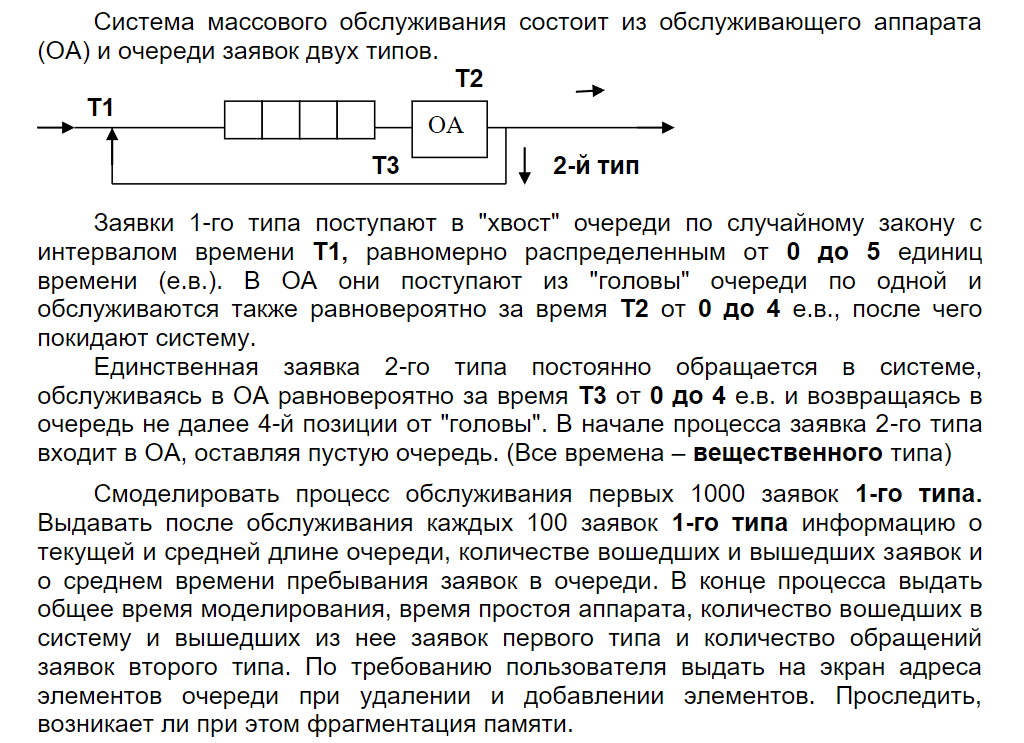 Система массового обслуживания состоит из обслуживающего аппарата
(ОА) и очереди заявок двух типов.
Т2
Т1
ОА
Т3
2-й тип
Заявки 1-го типа поступают в "хвост" очереди по случайному закону с
интервалом времени Т1, равномерно распределенным от 0 до 5 единиц
времени (е.в.). В ОА они поступают из "головы" очереди по одной и
обслуживаются также равновероятно за время Т2 от 0 до 4 е.в., после чего
покидают систему.
Единственная заявка 2-го типа постоянно обращается в системе,
обслуживаясь в ОА равновероятно за время Т3 от 0 до 4 е.в. и возвращаясь в
очередь не далее 4-й позиции от "головы". В начале процесса заявка 2-го типа
входит в ОА, оставляя пустую очередь. (Все времена – вещественного типа)
Смоделировать процесс обслуживания первых 1000 заявок 1-го типа.
Выдавать после обслуживания каждых 100 заявок 1-го типа информацию о
текущей и средней длине очереди, количестве вошедших и вышедших заявок и
о среднем времени пребывания заявок в очереди. В конце процесса выдать
общее время моделирования, время простоя аппарата, количество вошедших в
систему и вышедших из нее заявок первого типа и количество обращений
заявок второго типа. По требованию пользователя выдать на экран адреса
элементов очереди при удалении и добавлении элементов. Проследить,
возникает ли при этом фрагментация памяти.